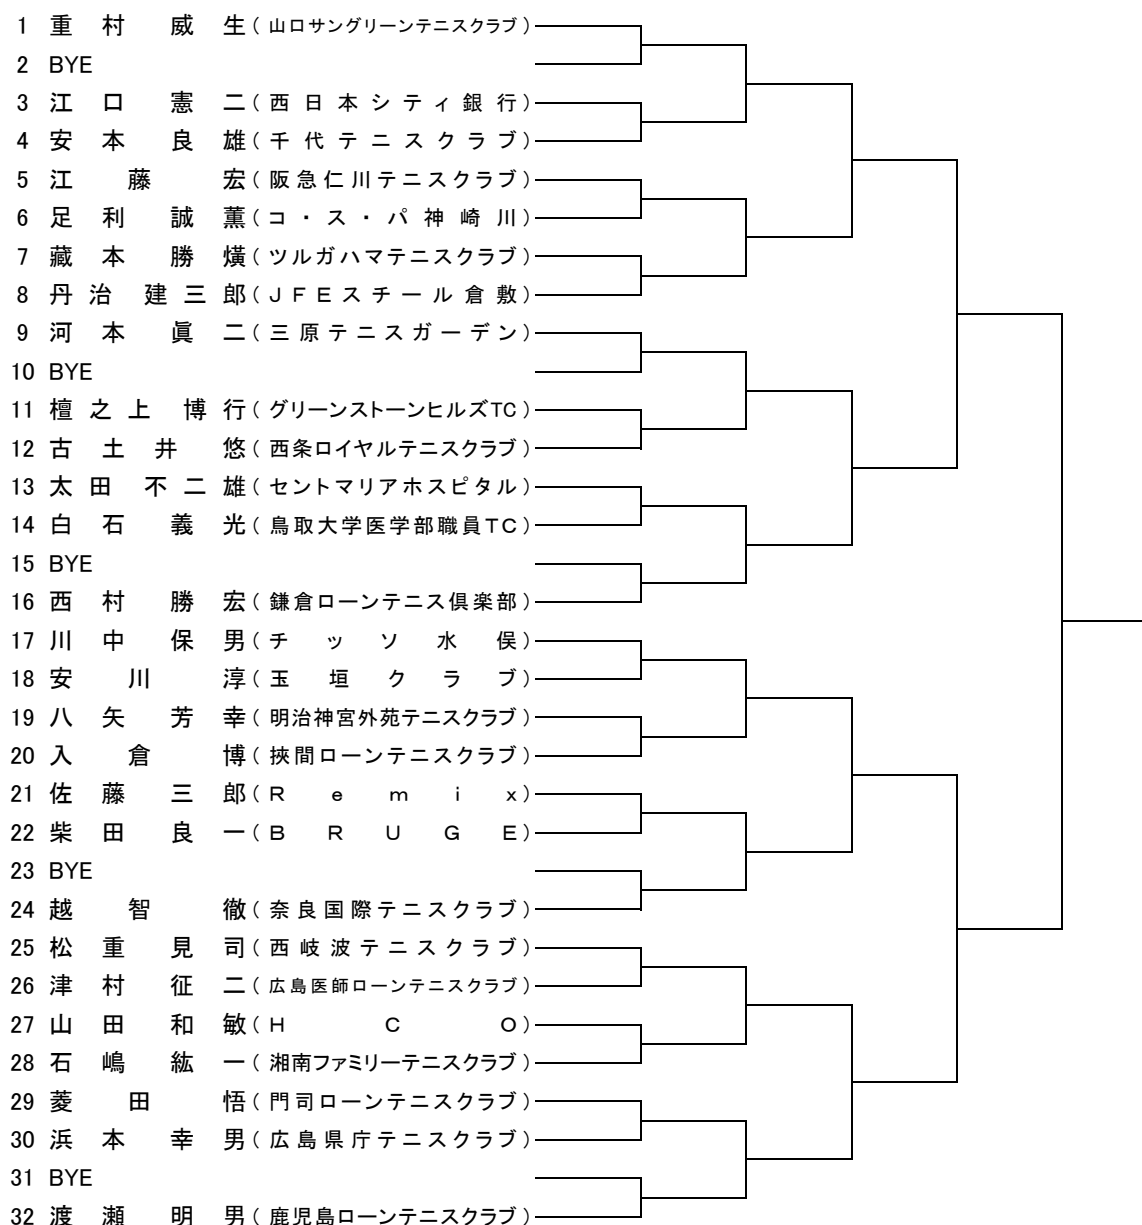 1 重村 威生(山口サングリーンテニスクラブ)
2 BYE
3 江口 憲二(西日本シティ銀行)
4 安本 良雄(千代テニスクラブ)
5 江藤 宏(阪急仁川テニスクラブ)
6 足利 誠薫(コ・ス・パ神崎川)
7 藏本 勝熿(ツルガハマテニスクラブ)
8 丹治 建三郎(JFEスチール倉敷)
9 河本 眞二(三原テニスガーデン)
10 BYE
11 檀之上 博行(グリーンストーンヒルズTC)
12 古土井 悠(西条ロイヤルテニスクラブ)
13 太田 不二雄(セントマリアホスピタル)
14 白石 義光(鳥取大学医学部職員TC)
15 BYE
16 西村 勝宏(鎌倉ローンテニス倶楽部)
17 川中 保男(チッソ水俣)
18 安川 淳(玉垣クラブ)
19 八矢 芳幸(明治神宮外苑テニスクラブ)
20 入倉 博(挾間ローンテニスクラブ)
21 佐藤 三郎(Remix)
22 柴田 良一(BRUGE)
23 BYE
24 越智 徹(奈良国際テニスクラブ)
25 松重 見司(西岐波テニスクラブ)
26 津村 征二(広島医師ローンテニスクラブ)
27 山田 和敏(HCO)
28 石嶋 紘一(湘南ファミリーテニスクラブ)
29 菱田 悟(門司ローンテニスクラブ)
30 浜本 幸男(広島県庁テニスクラブ)
31 BYE
32 渡瀬 明男(鹿児島ローンテニスクラブ)